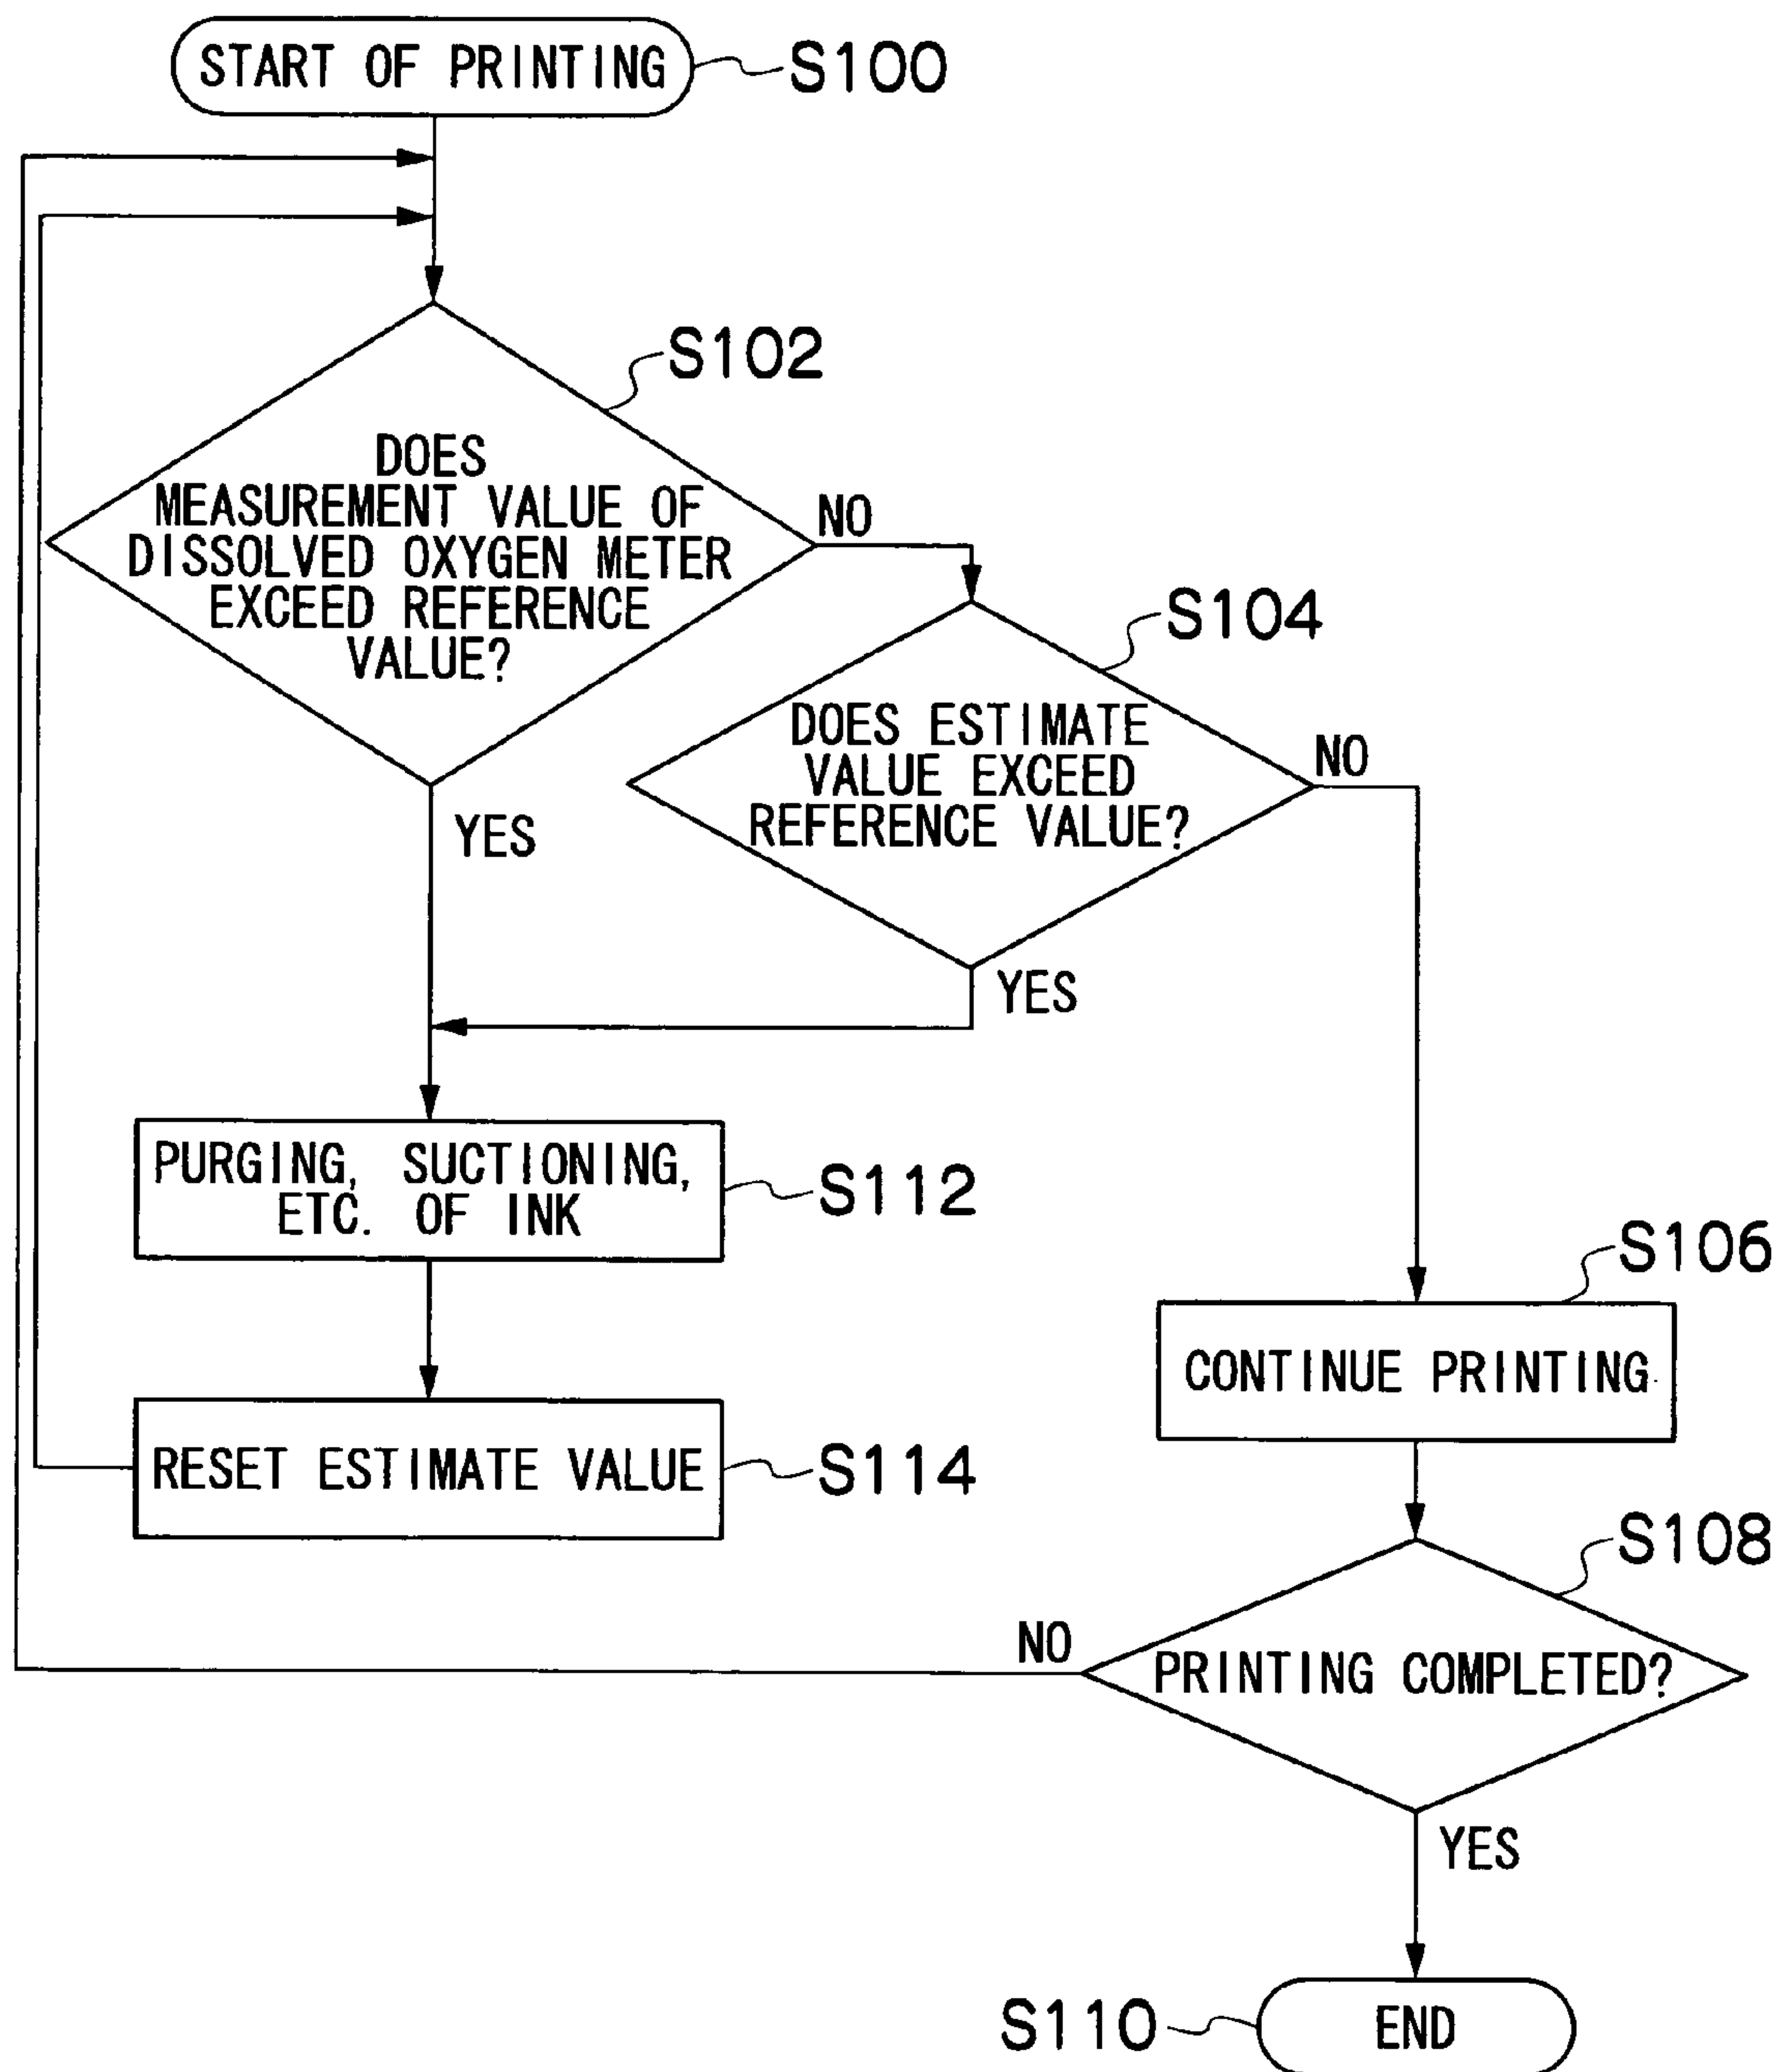 START OF PRINTING
S100
S102
DOES
MEASUREMENT VALUE OF
DISSOLVED OXYGEN METER
EXCEED REFERENCE
VALUE?
NO
YES
S104
DOES ESTIMATE
VALUE EXCEED
REFERENCE VALUE?
NO
YES
PURGING, SUCTIONING,
ETC. OF INK
S112
RESET ESTIMATE VALUE
S114
S106
CONTINUE PRINTING
S108
PRINTING COMPLETED?
NO
YES
S110
END